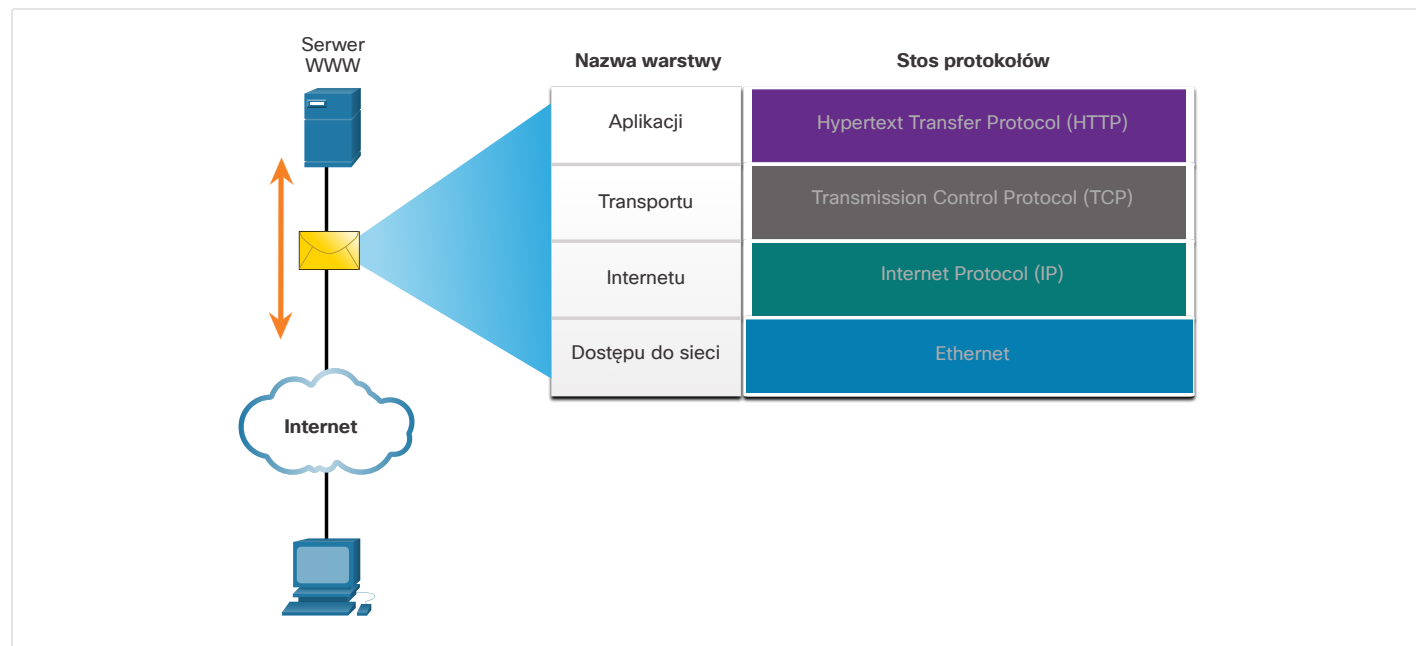 Serwer
WWW
Nazwa warstwy
Stos protokołów
Aplikacji
Hypertext Transfer Protocol (HTTP)
Transportu
Transmission Control Protocol (TCP)
Internetu
Internet Protocol (IP)
Dostępu do sieci
Ethernet
Internet